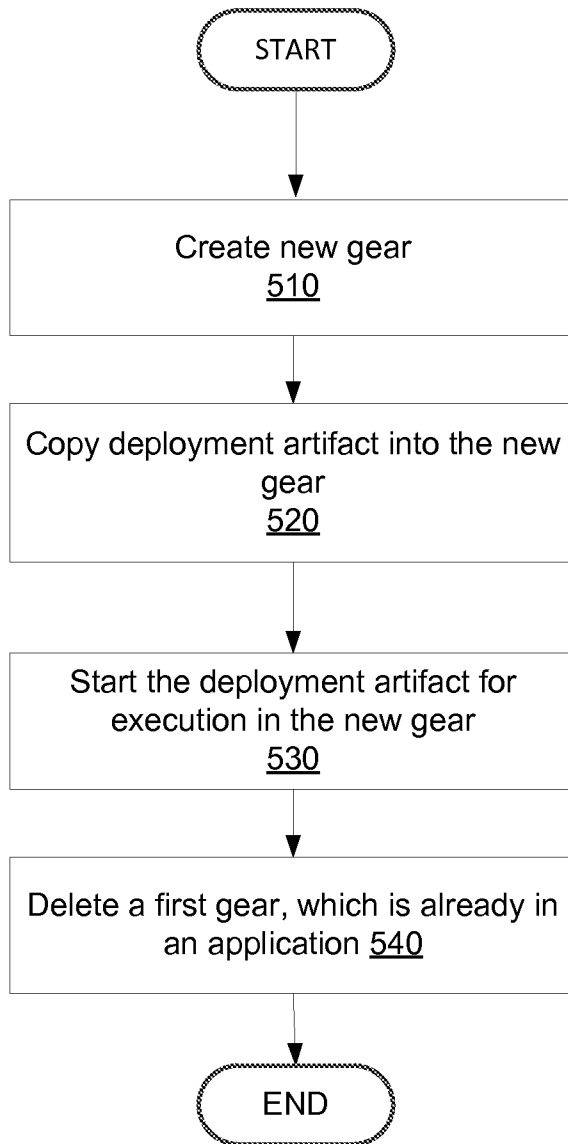 START
Create new gear
510
Copy deployment artifact into the new
gear
520
Start the deployment artifact for
execution in the new gear
530
Delete a first gear, which is already in
an application 540
END